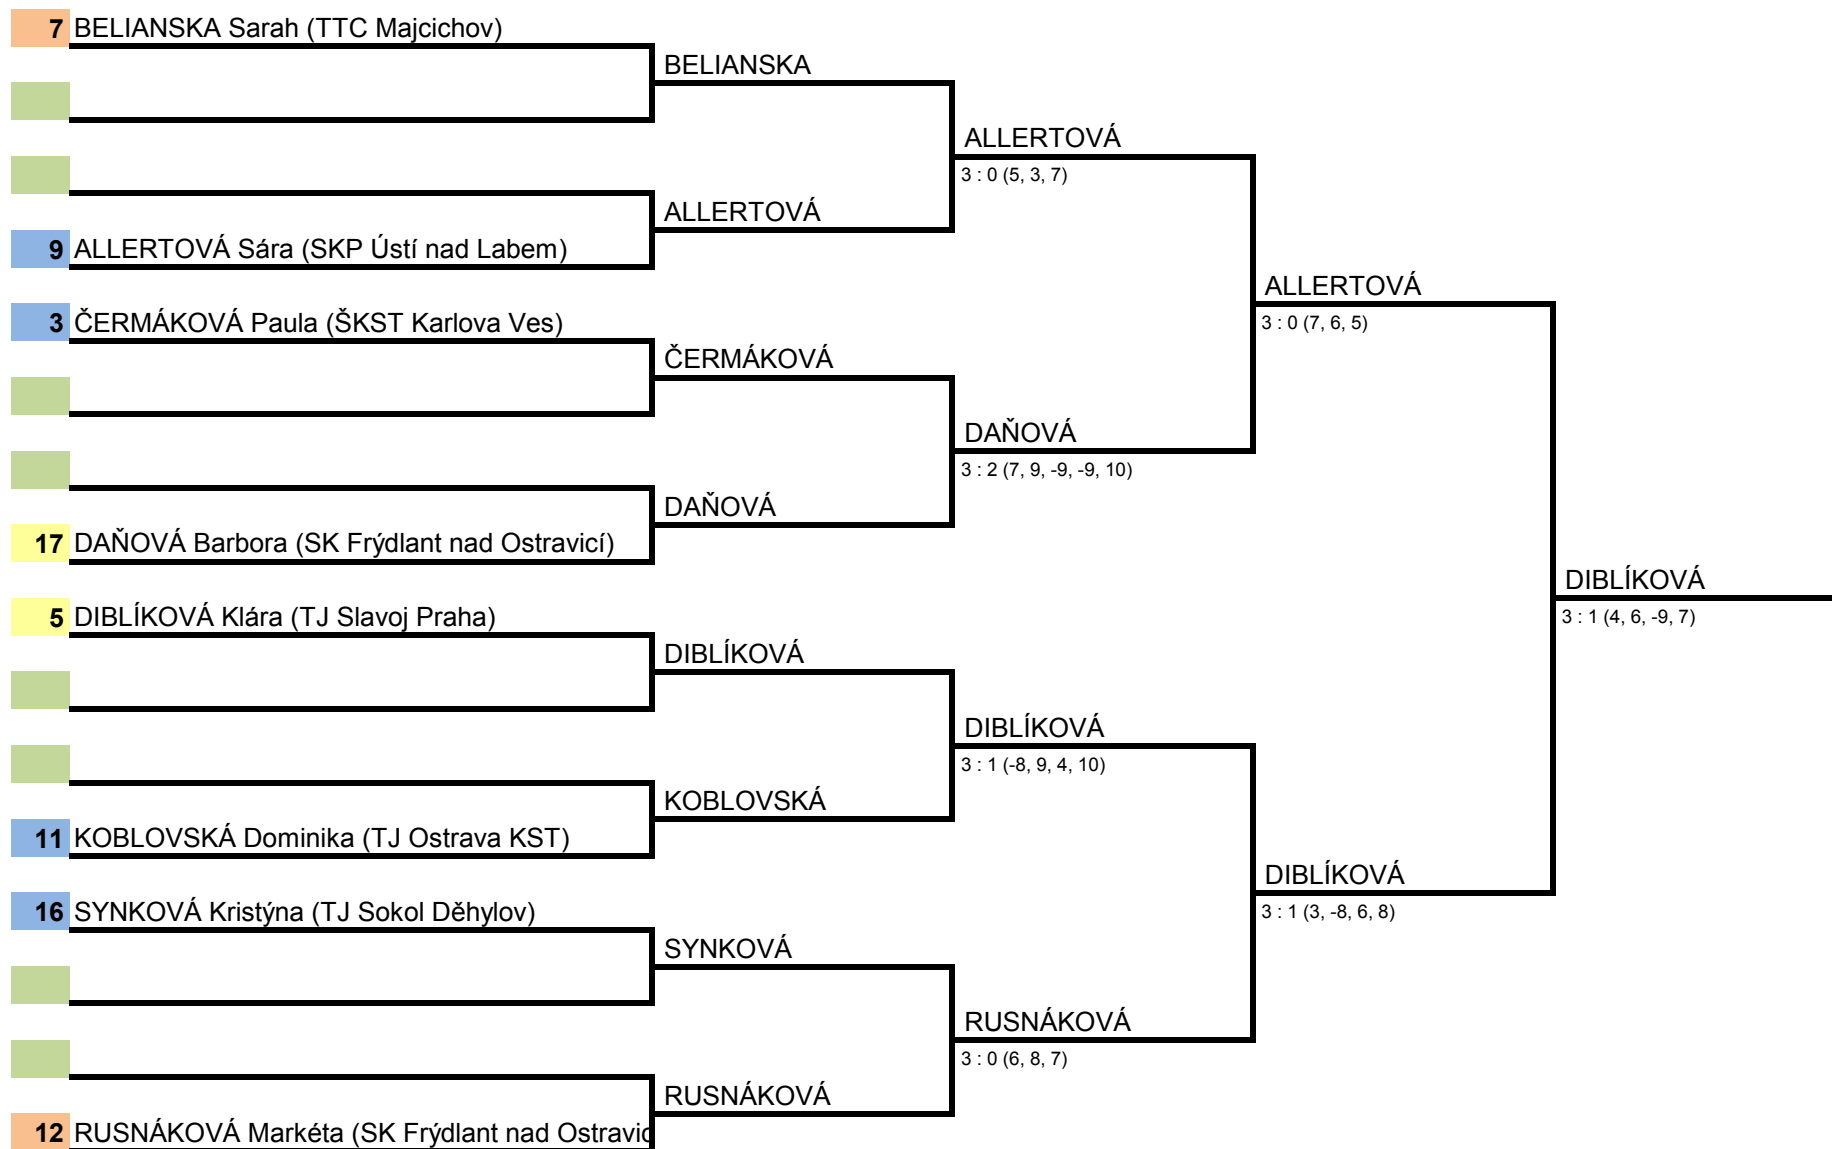 7 BELIANSKA Sarah (TTC Majcichov)
BELIANSKA
ALLERTOVÁ
3 : 0 (5, 3, 7)
ALLERTOVÁ
9 ALLERTOVÁ Sára (SKP Ústí nad Labem)
ALLERTOVÁ
3 : 0 (7, 6, 5)
3 ČERMÁKOVÁ Paula (ŠKST Karlova Ves)
ČERMÁKOVÁ
DAŇOVÁ
3 : 2 (7, 9, -9, -9, 10)
DAŇOVÁ
17 DAŇOVÁ Barbora (SK Frýdlant nad Ostravicí)
DIBLÍKOVÁ
3 : 1 (4, 6, -9, 7)
5 DIBLÍKOVÁ Klára (TJ Slavoj Praha)
DIBLÍKOVÁ
DIBLÍKOVÁ
3 : 1 (-8, 9, 4, 10)
KOBLOVSKÁ
11 KOBLOVSKÁ Dominika (TJ Ostrava KST)
DIBLÍKOVÁ
3 : 1 (3, -8, 6, 8)
16 SYNKOVÁ Kristýna (TJ Sokol Děhylov)
SYNKOVÁ
RUSNÁKOVÁ
3 : 0 (6, 8, 7)
RUSNÁKOVÁ
12 RUSNÁKOVÁ Markéta (SK Frýdlant nad Ostravic